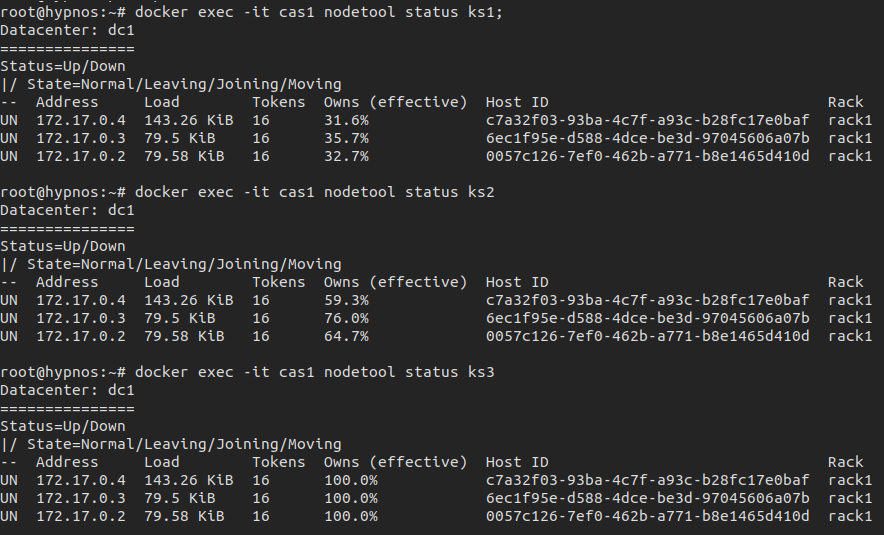 root@hypnos:~# docker exec -it cas1 nodetool status ks1;
Datacenter: dc1
===============
Status=Up/Down
|/ State=Normal/Leaving/Joining/Moving
--  Address     Load        Tokens  Owns (effective)  Host ID                               Rack
UN  172.17.0.4  143.26 KiB  16      31.6%             c7a32f03-93ba-4c7f-a93c-b28fc17e0baf  rack1
UN  172.17.0.3  79.5 KiB    16      35.7%             6ec1f95e-d588-4dce-be3d-97045606a07b  rack1
UN  172.17.0.2  79.58 KiB   16      32.7%             0057c126-7ef0-462b-a771-b8e1465d410d  rack1

root@hypnos:~# docker exec -it cas1 nodetool status ks2
Datacenter: dc1
===============
Status=Up/Down
|/ State=Normal/Leaving/Joining/Moving
--  Address     Load        Tokens  Owns (effective)  Host ID                               Rack
UN  172.17.0.4  143.26 KiB  16      59.3%             c7a32f03-93ba-4c7f-a93c-b28fc17e0baf  rack1
UN  172.17.0.3  79.5 KiB    16      76.0%             6ec1f95e-d588-4dce-be3d-97045606a07b  rack1
UN  172.17.0.2  79.58 KiB   16      64.7%             0057c126-7ef0-462b-a771-b8e1465d410d  rack1

root@hypnos:~# docker exec -it cas1 nodetool status ks3
Datacenter: dc1
===============
Status=Up/Down
|/ State=Normal/Leaving/Joining/Moving
--  Address     Load        Tokens  Owns (effective)  Host ID                               Rack
UN  172.17.0.4  143.26 KiB  16      100.0%            c7a32f03-93ba-4c7f-a93c-b28fc17e0baf  rack1
UN  172.17.0.3  79.5 KiB    16      100.0%            6ec1f95e-d588-4dce-be3d-97045606a07b  rack1
UN  172.17.0.2  79.58 KiB   16      100.0%            0057c126-7ef0-462b-a771-b8e1465d410d  rack1